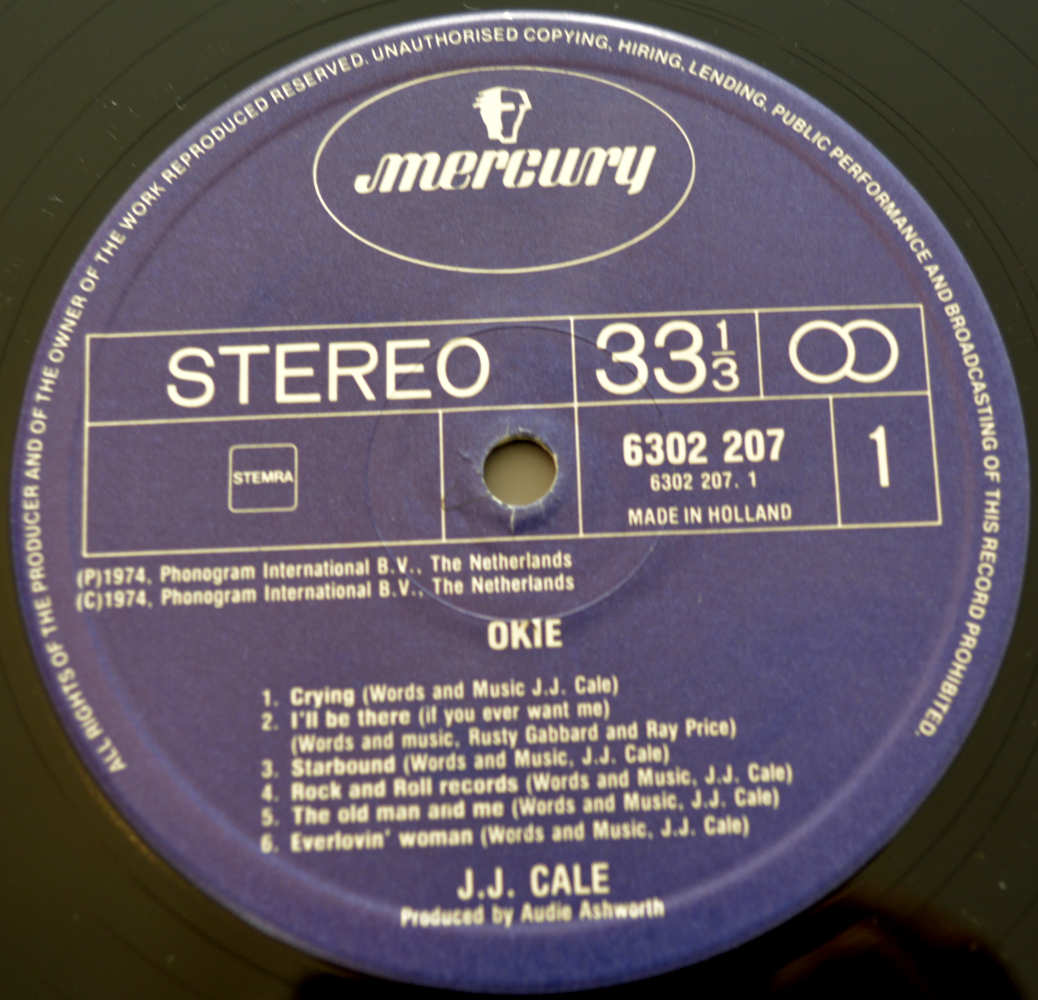 ALL RIGHTS OF THE PRODUCER AND OF THE OWNER OF THE WORK REPRODUCED RESERVED. UNAUTHORISED COPYING, HIRING, LENDING, PUBLIC PERFORMANCE AND BROADCASTING OF THIS RECORD PROHIBITED.
mercury
STEREO
33 1/3
STEMRA
6302 207
6302 207. 1
MADE IN HOLLAND
1
(P)1974, Phonogram International B.V., The Netherlands
(C)1974, Phonogram International B.V., The Netherlands
OKIE
1. Crying (Words and Music J.J. Cale)
2. I'll be there (if you ever want me)
(Words and music, Rusty Gabbard and Ray Price)
3. Starbound (Words and Music, J.J. Cale)
4. Rock and Roll records (Words and Music, J.J. Cale)
5. The old man and me (Words and Music, J.J. Cale)
6. Everlovin' woman (Words and Music, J.J. Cale)
J.J. CALE
Produced by Audie Ashworth